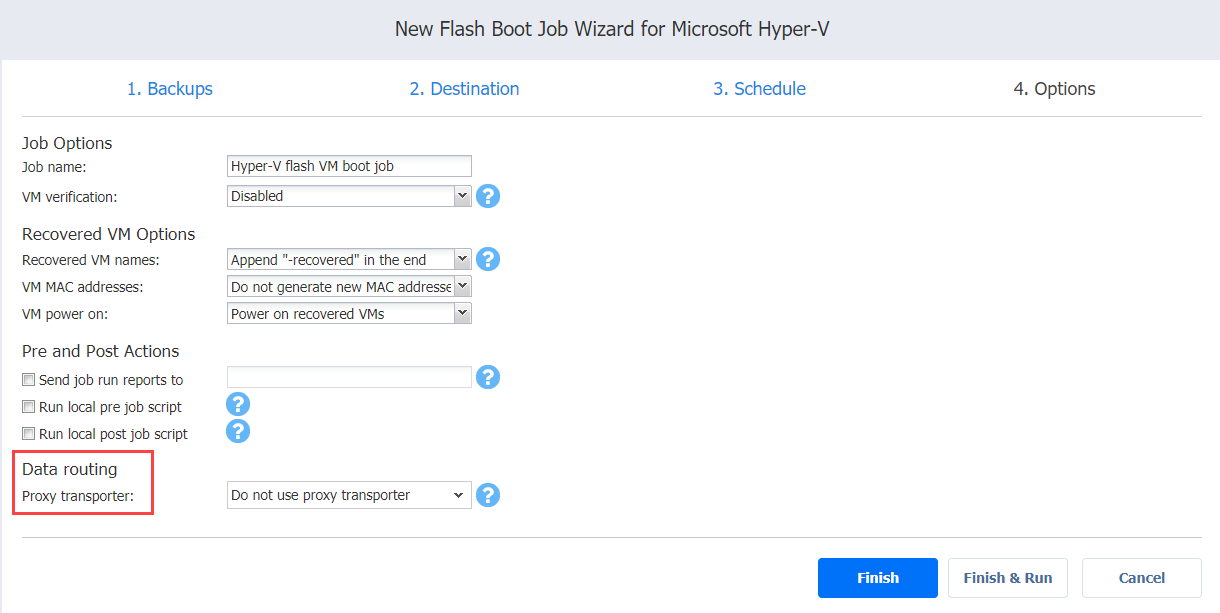 New Flash Boot Job Wizard for Microsoft Hyper-V
1. Backups 2. Destination 3. Schedule 4. Options
Job Options
Job name: Hyper-V flash VM boot job
VM verification: Disabled ?
Recovered VM Options
Recovered VM names: Append "-recovered" in the end ?
VM MAC addresses: Do not generate new MAC addresse
VM power on: Power on recovered VMs
Pre and Post Actions
Send job run reports to ?
Run local pre job script ?
Run local post job script ?
Data routing
Proxy transporter: Do not use proxy transporter ?
Finish Finish & Run Cancel